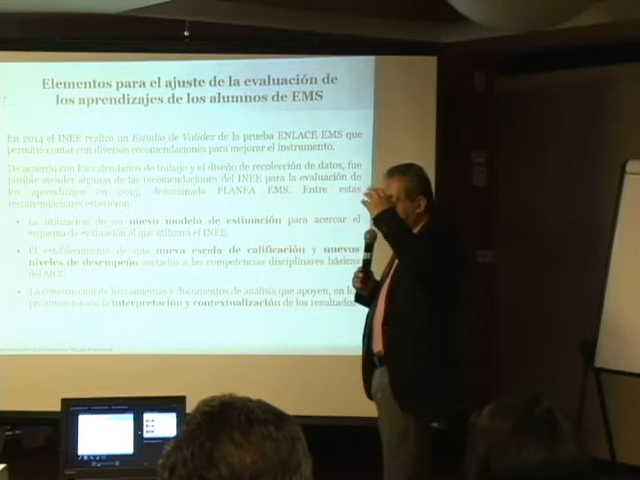 Elementos para el ajuste de la evaluación de
los aprendizajes de los alumnos de EMS
En 2014 el INEE realizó un Estudio de Validez de la prueba ENLACE EMS que
permitió contar con diversas recomendaciones para mejorar el instrumento.
De acuerdo con los calendarios de trabajo y el diseño de recolección de datos, fue
posible atender algunas de las recomendaciones del INEE para la evaluación de
los aprendizajes en 2015, denominada PLANEA EMS. Entre estas
recomendaciones estuvieron:
• La utilización de un nuevo modelo de estimación para acercar el
esquema de evaluación al que utilizará el INEE.
• El establecimiento de una nueva escala de calificación y nuevos
niveles de desempeño asociados a las competencias disciplinares básicas
del MCC.
• La construcción de herramientas y documentos de análisis que apoyen, en la
la interpretación y contextualización de los resultados.